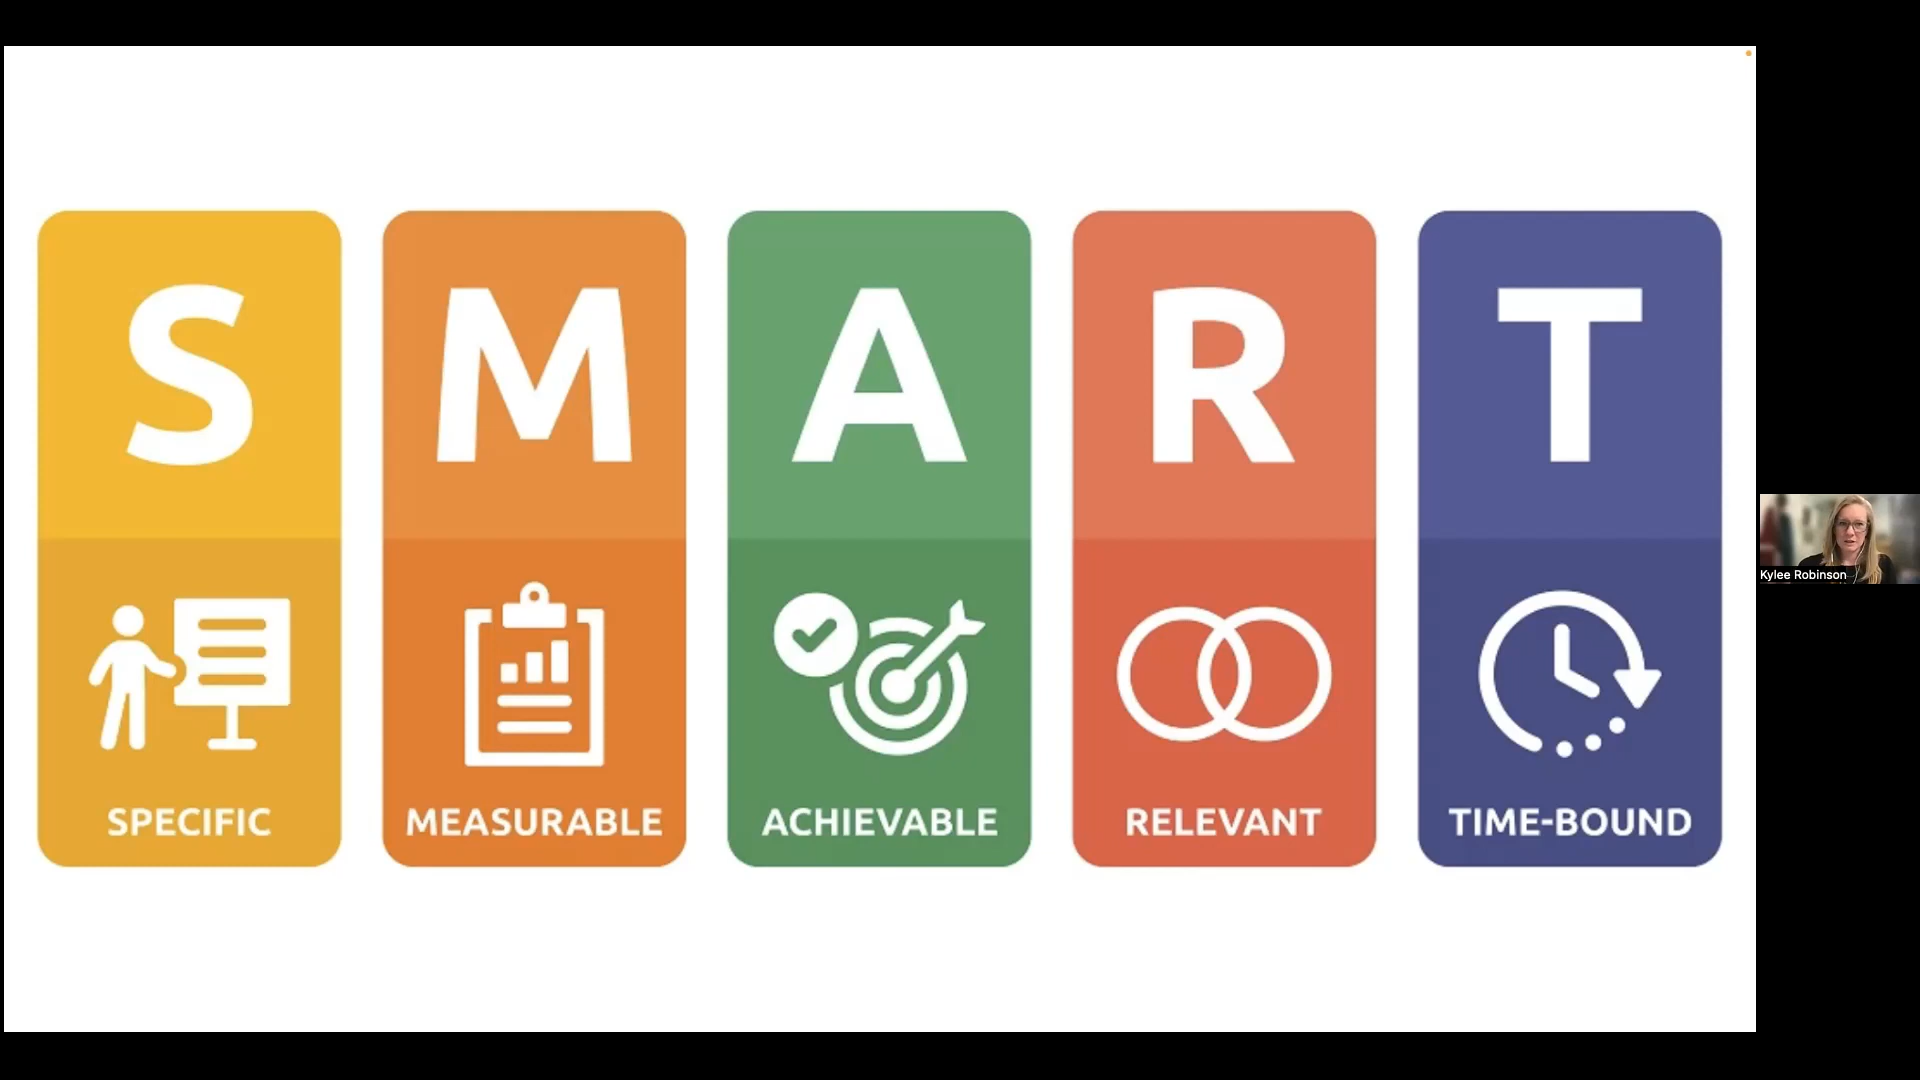 S
M
A
R
T
SPECIFIC
MEASURABLE
ACHIEVABLE
RELEVANT
TIME-BOUND
Kylee Robinson